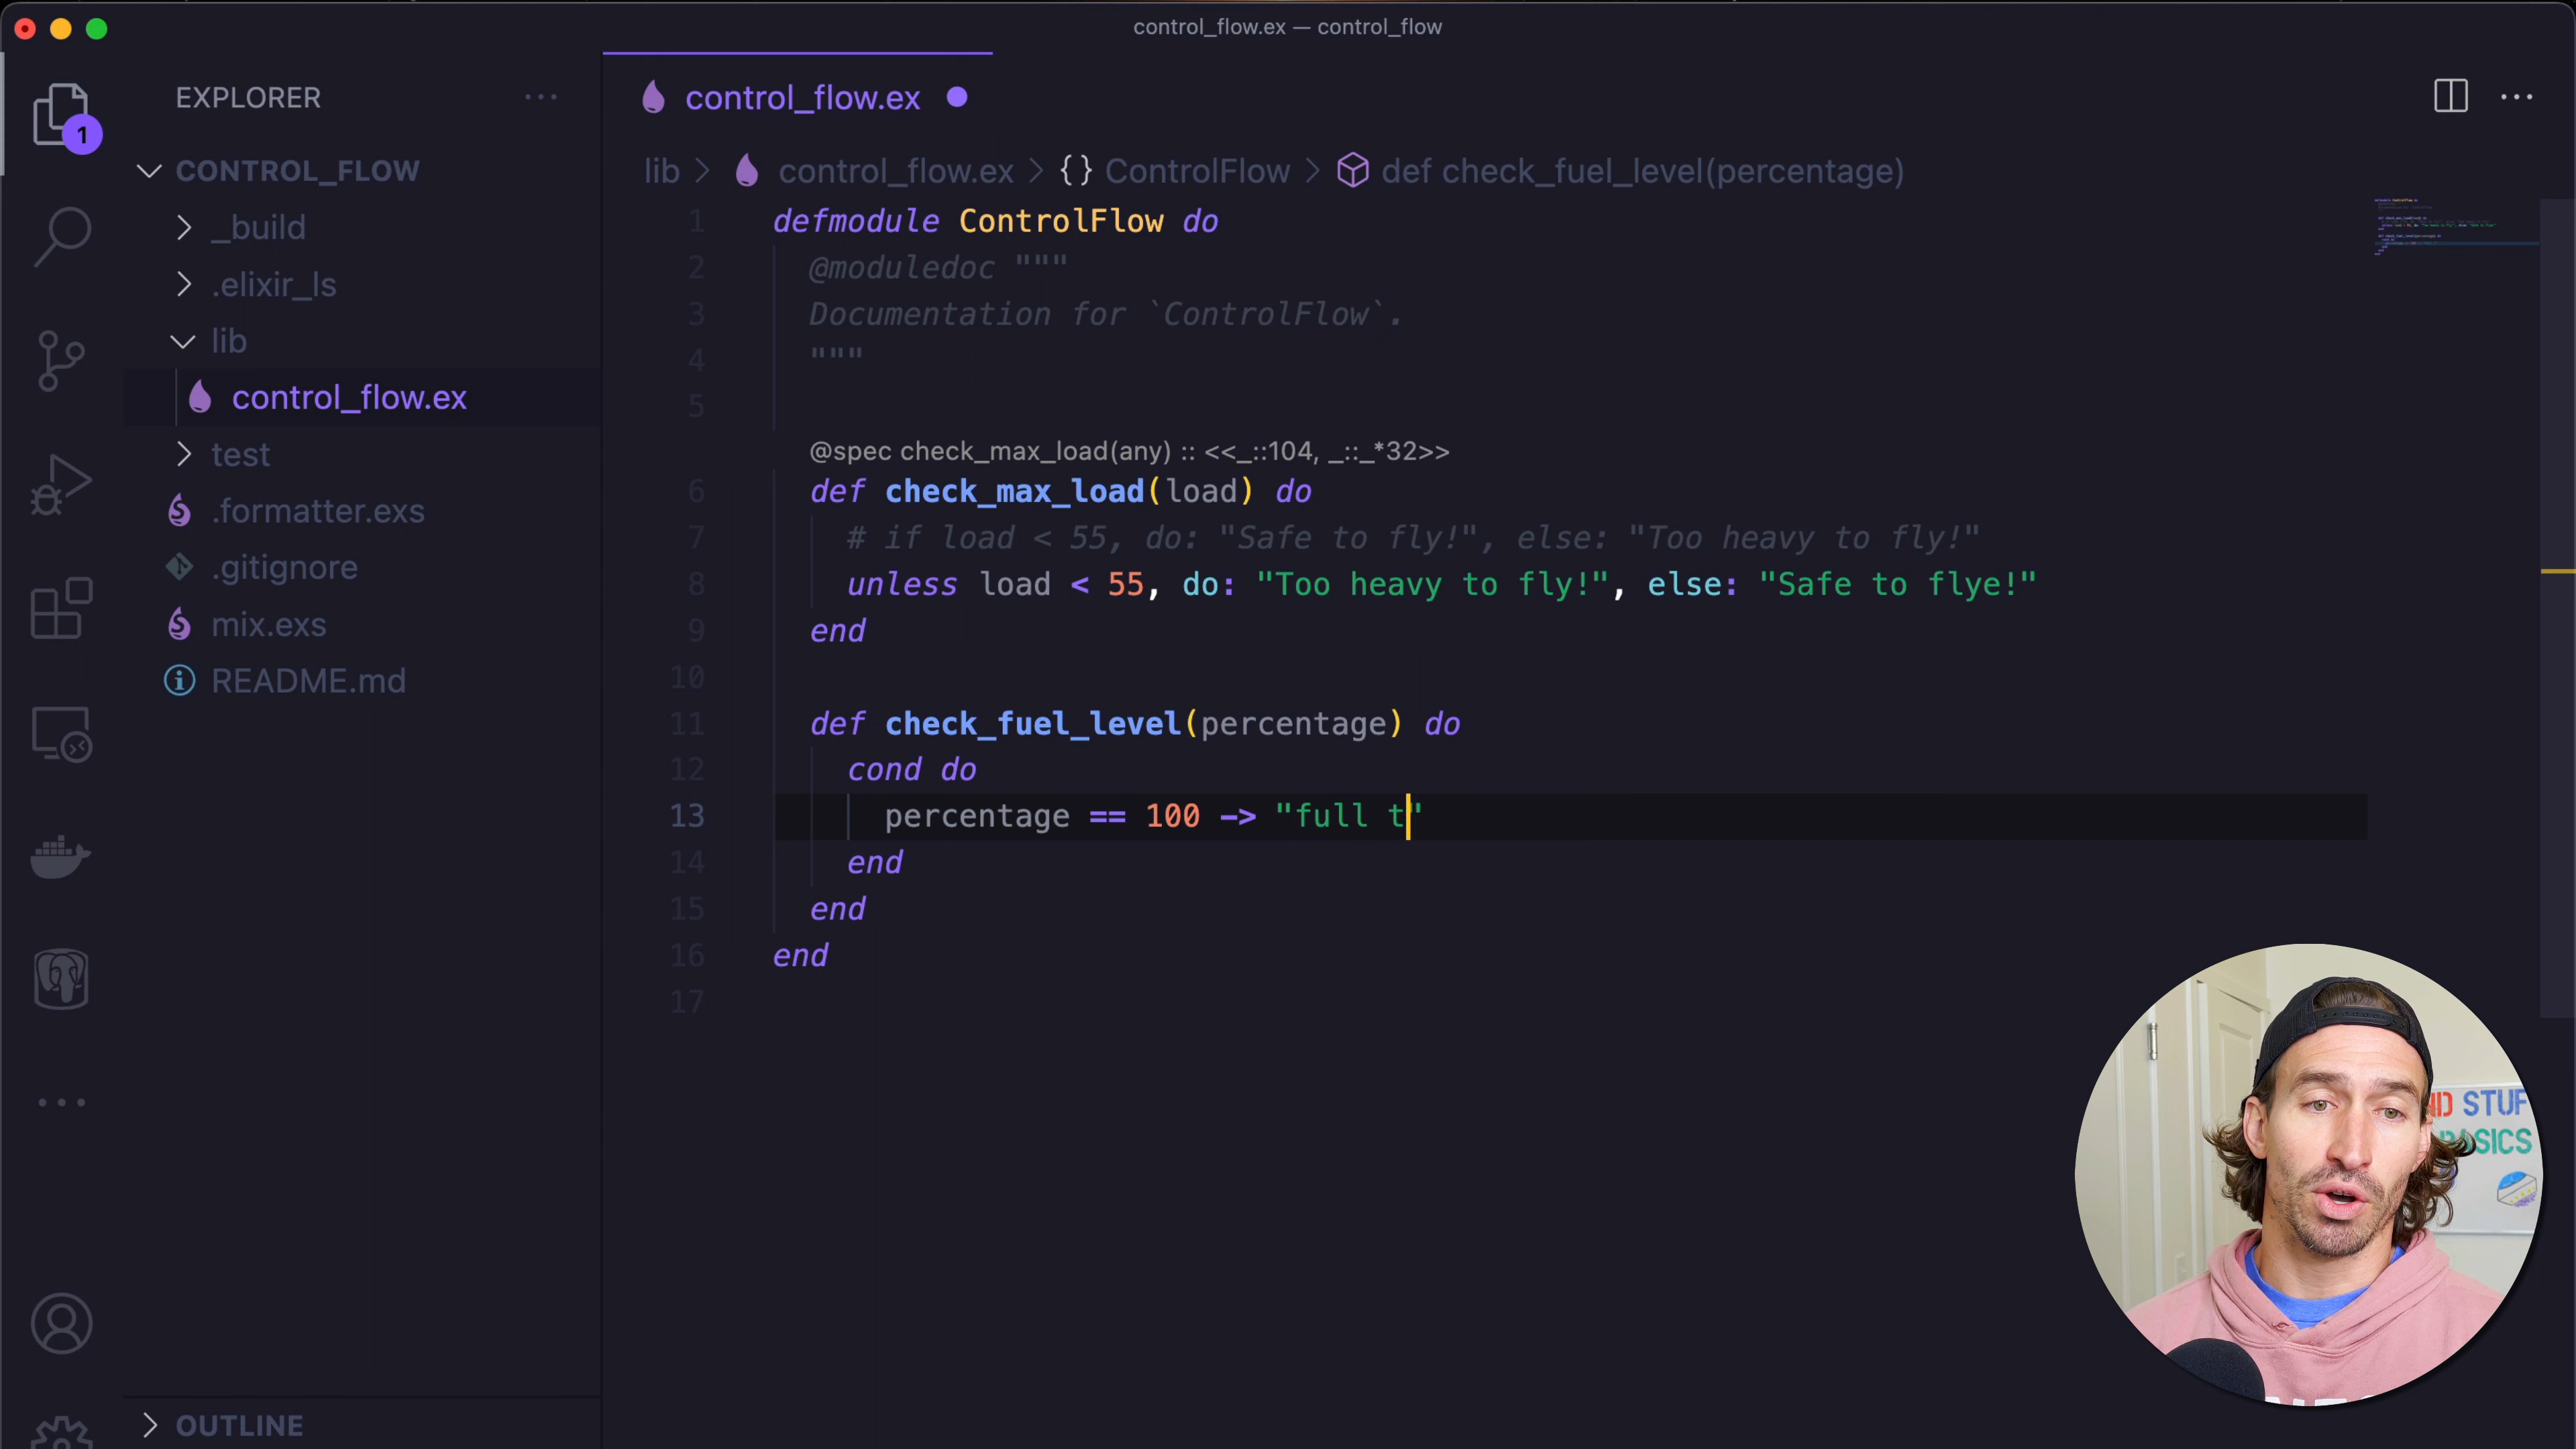 control_flow.ex — control_flow
EXPLORER
1
CONTROL_FLOW
_build
.elixir_ls
lib
control_flow.ex
test
.formatter.exs
.gitignore
mix.exs
README.md
OUTLINE
control_flow.ex
lib > control_flow.ex > {} ControlFlow > def check_fuel_level(percentage)
1 defmodule ControlFlow do
2 @moduledoc """
3 Documentation for `ControlFlow`.
4 """
5
@spec check_max_load(any) :: <<_::104, _::_*32>>
6 def check_max_load(load) do
7 # if load < 55, do: "Safe to fly!", else: "Too heavy to fly!"
8 unless load < 55, do: "Too heavy to fly!", else: "Safe to flye!"
9 end
10
11 def check_fuel_level(percentage) do
12 cond do
13 percentage == 100 -> "full t"
14 end
15 end
16 end
17
STUF